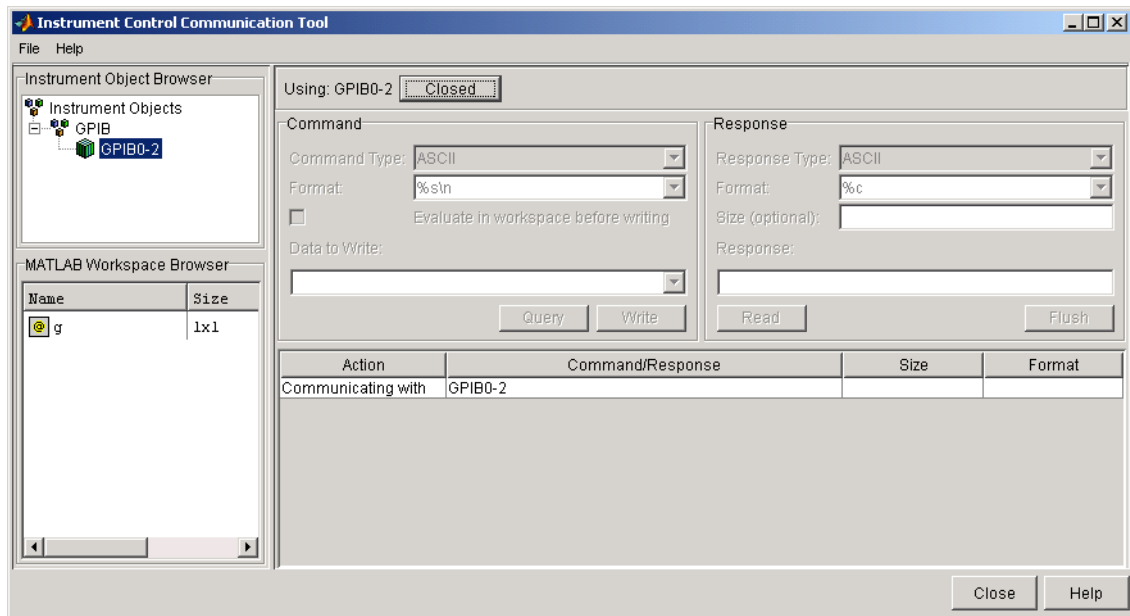 Instrument Control Communication Tool
File Help
Instrument Object Browser
Instrument Objects
GPIB
GPIB0-2
MATLAB Workspace Browser
Name Size
@ g 1x1
Using: GPIB0-2 Closed
Command
Command Type: ASCII
Format: %s\n
Evaluate in workspace before writing
Data to Write:
Query Write
Response
Response Type: ASCII
Format: %c
Size (optional):
Response:
Read Flush
Action Command/Response Size Format
Communicating with GPIB0-2
Close Help